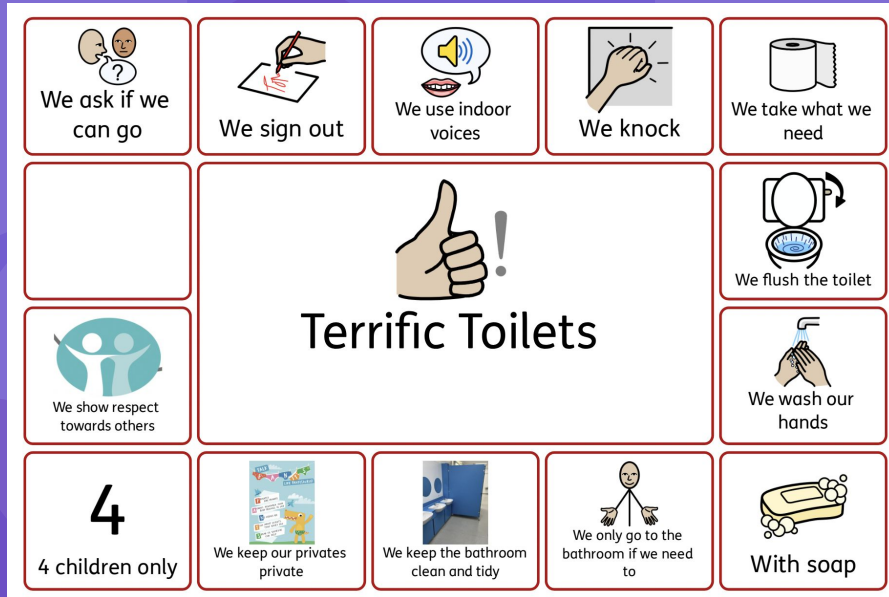 We ask if we
can go
?
We sign out
We use indoor
voices
We knock
We take what we
need
Terrific Toilets
We flush the toilet
We show respect
towards others
We wash our
hands
4
4 children only
We keep our privates
private
We keep the bathroom
clean and tidy
We only go to the
bathroom if we need
to
With soap